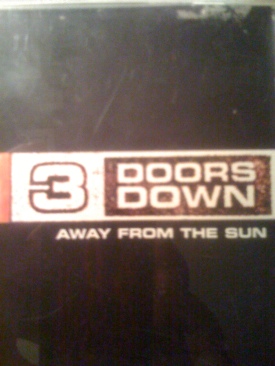 3 DOORS
DOWN
AWAY FROM THE SUN